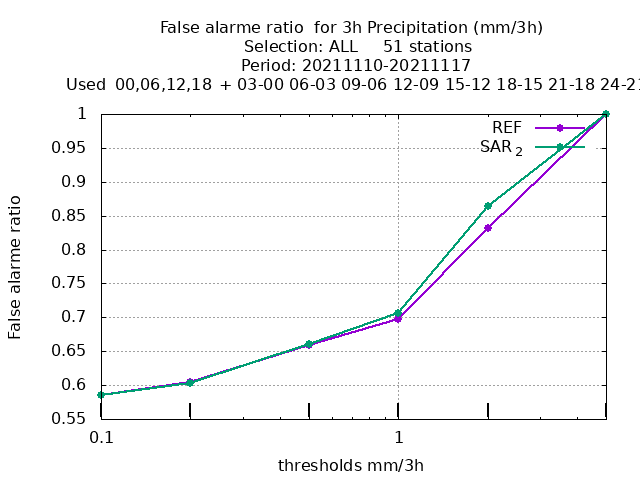 False alarme ratio  for 3h Precipitation (mm/3h)
Selection: ALL     51 stations
Period: 20211110-20211117
Used  00,06,12,18  + 03-00 06-03 09-06 12-09 15-12 18-15 21-18 24-21
REF
SAR 2
1
0.95
0.9
0.85
0.8
0.75
0.7
0.65
0.6
0.55
False alarme ratio
0.1
1
thresholds mm/3h